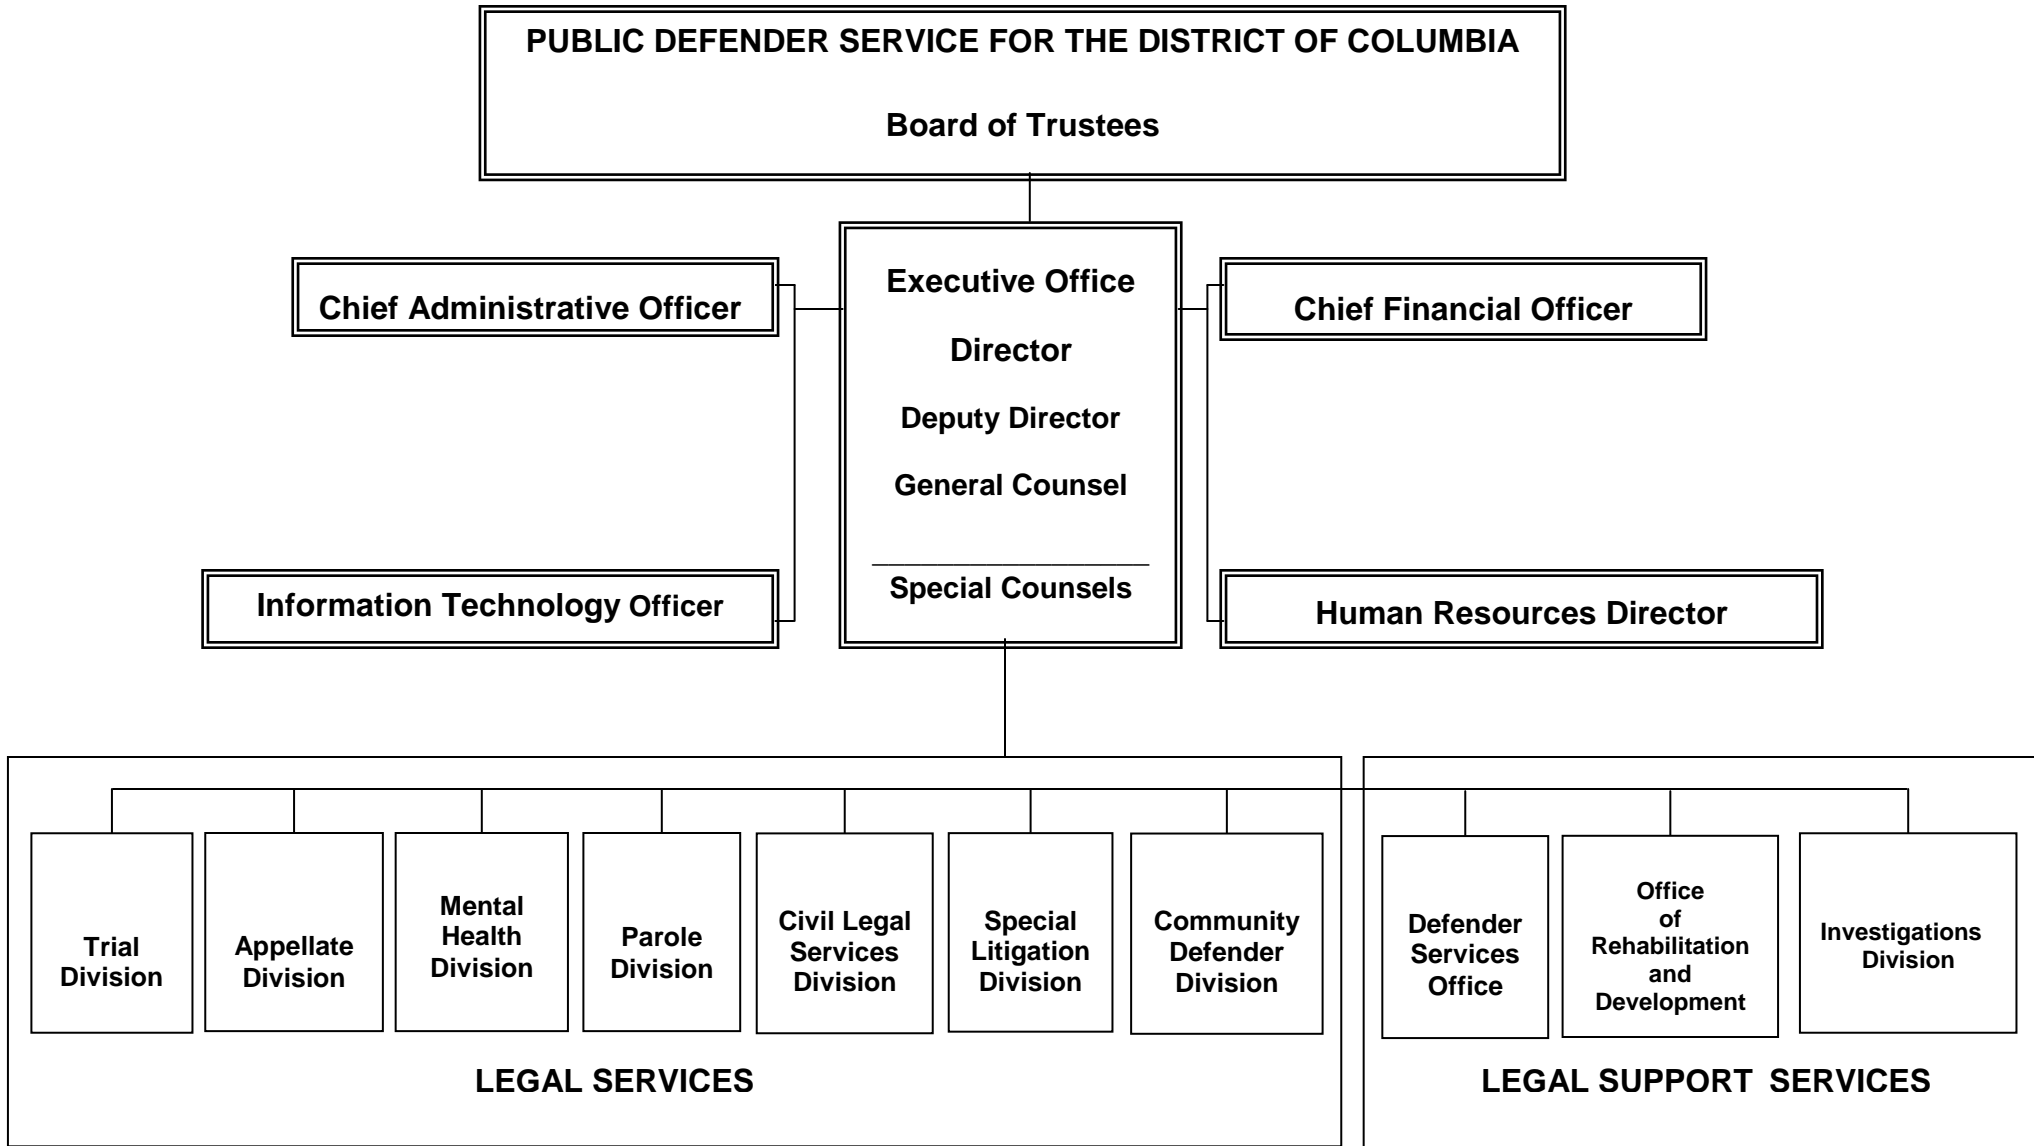 PUBLIC DEFENDER SERVICE FOR THE DISTRICT OF COLUMBIA
Board of Trustees
Executive Office
Director
Deputy Director
General Counsel
Special Counsels
Chief Administrative Officer
Chief Financial Officer
Information Technology Officer
Human Resources Director
Trial
Division
Appellate
Division
Mental
Health
Division
Parole
Division
Civil Legal
Services
Division
Special
Litigation
Division
Community
Defender
Division
LEGAL SERVICES
Defender
Services
Office
Office
of
Rehabilitation
and
Development
Investigations
Division
LEGAL SUPPORT SERVICES